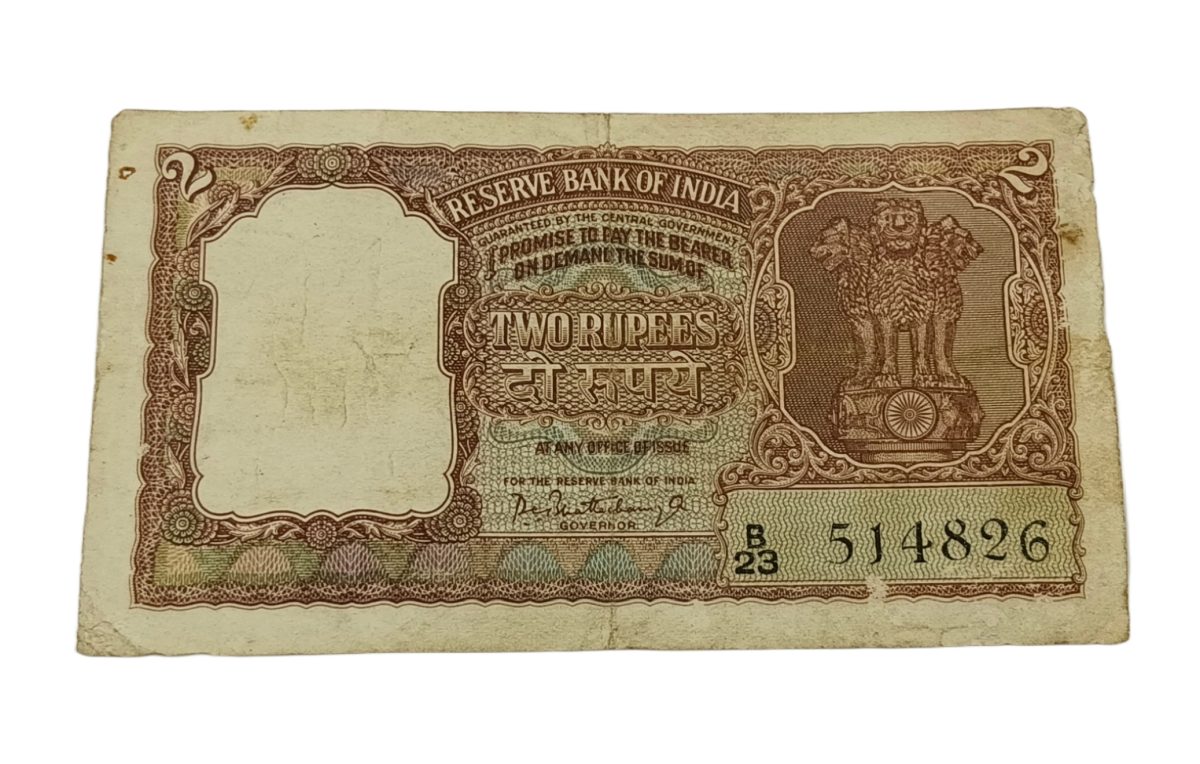 2
2
RESERVE BANK OF INDIA
GUARANTEED BY THE CENTRAL GOVERNMENT
I PROMISE TO PAY THE BEARER
ON DEMAND THE SUM OF
TWO RUPEES
दो रुपये
AT ANY OFFICE OF ISSUE
FOR THE RESERVE BANK OF INDIA
GOVERNOR
B
23 514826